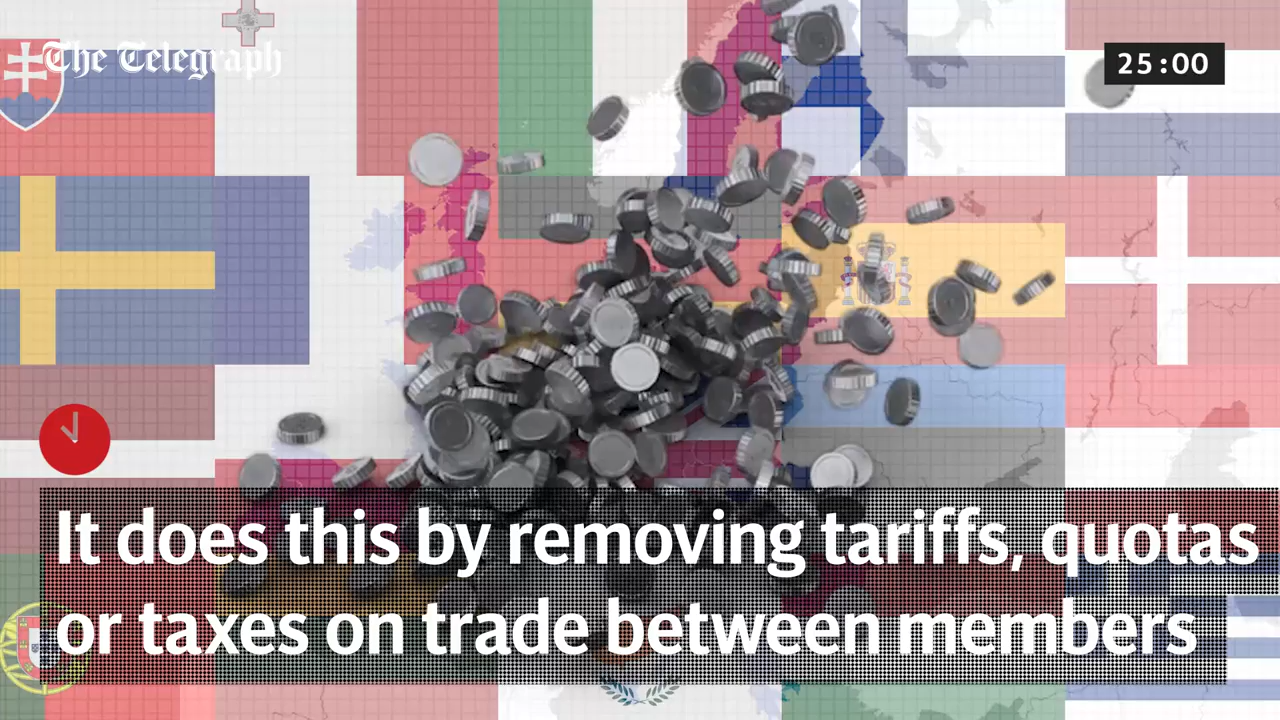 The Telegraph
25:00
It does this by removing tariffs, quotas
or taxes on trade between members